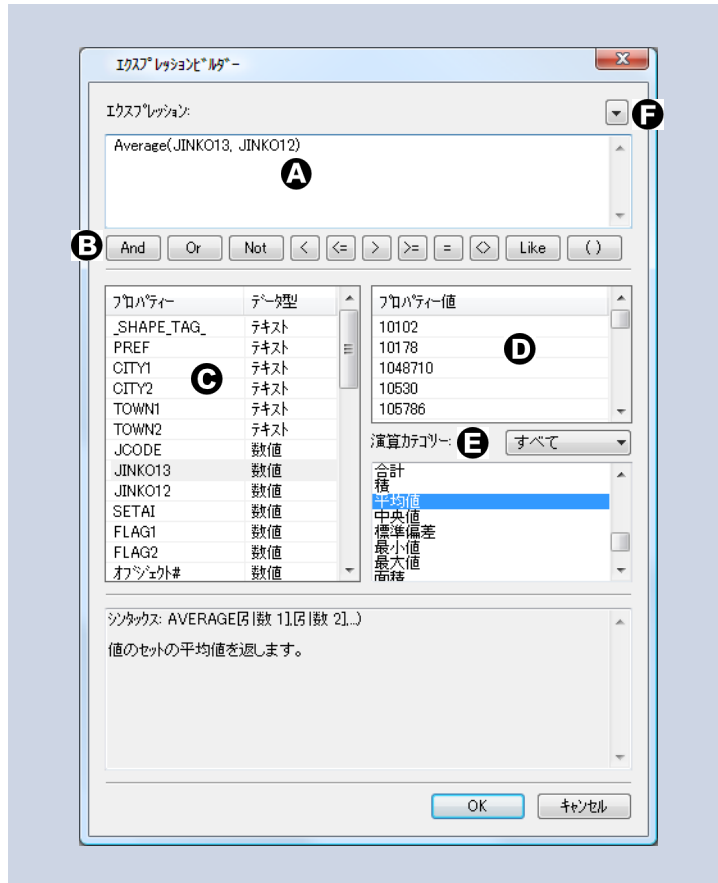 エクスプレッションビルダー
エクスプレッション:
F
Average(JINKO13, JINKO12)
A
B
And Or Not < <= > >= = <> Like ( )
プロパティー データ型
_SHAPE_TAG_ テキスト
PREF テキスト
CITY1 テキスト
CITY2 テキスト
TOWN1 テキスト
TOWN2 テキスト
JCODE 数値
JINKO13 数値
JINKO12 数値
SETAI 数値
FLAG1 数値
FLAG2 数値
オブジェクト# 数値
C
プロパティー値
10102
10178
1048710
10530
105786
D
演算カテゴリー: E すべて
合計
積
平均値
中央値
標準偏差
最小値
最大値
面積
シンタックス: AVERAGE[引数 1],[引数 2],...)
値のセットの平均値を返します。
OK キャンセル